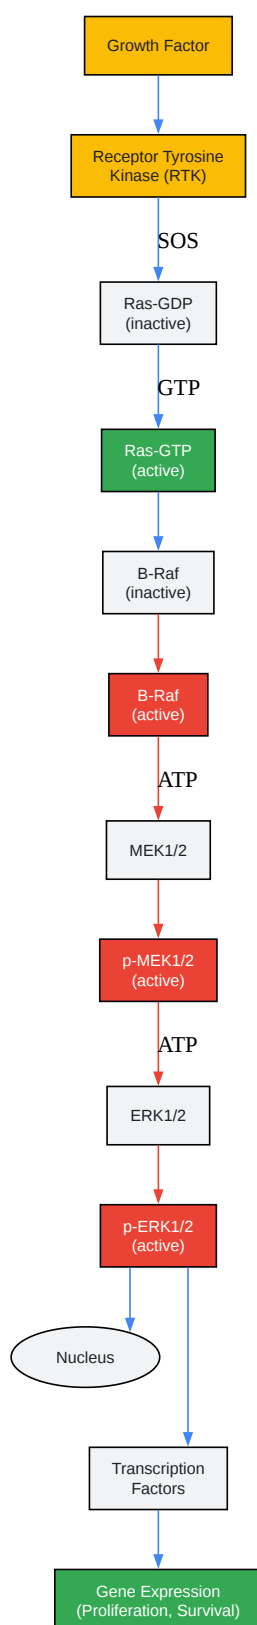 Growth Factor
Receptor Tyrosine
Kinase (RTK)
SOS
Ras-GDP
(inactive)
GTP
Ras-GTP
(active)
B-Raf
(inactive)
B-Raf
(active)
ATP
MEK1/2
p-MEK1/2
(active)
ATP
ERK1/2
p-ERK1/2
(active)
Nucleus
Transcription
Factors
Gene Expression
(Proliferation, Survival)